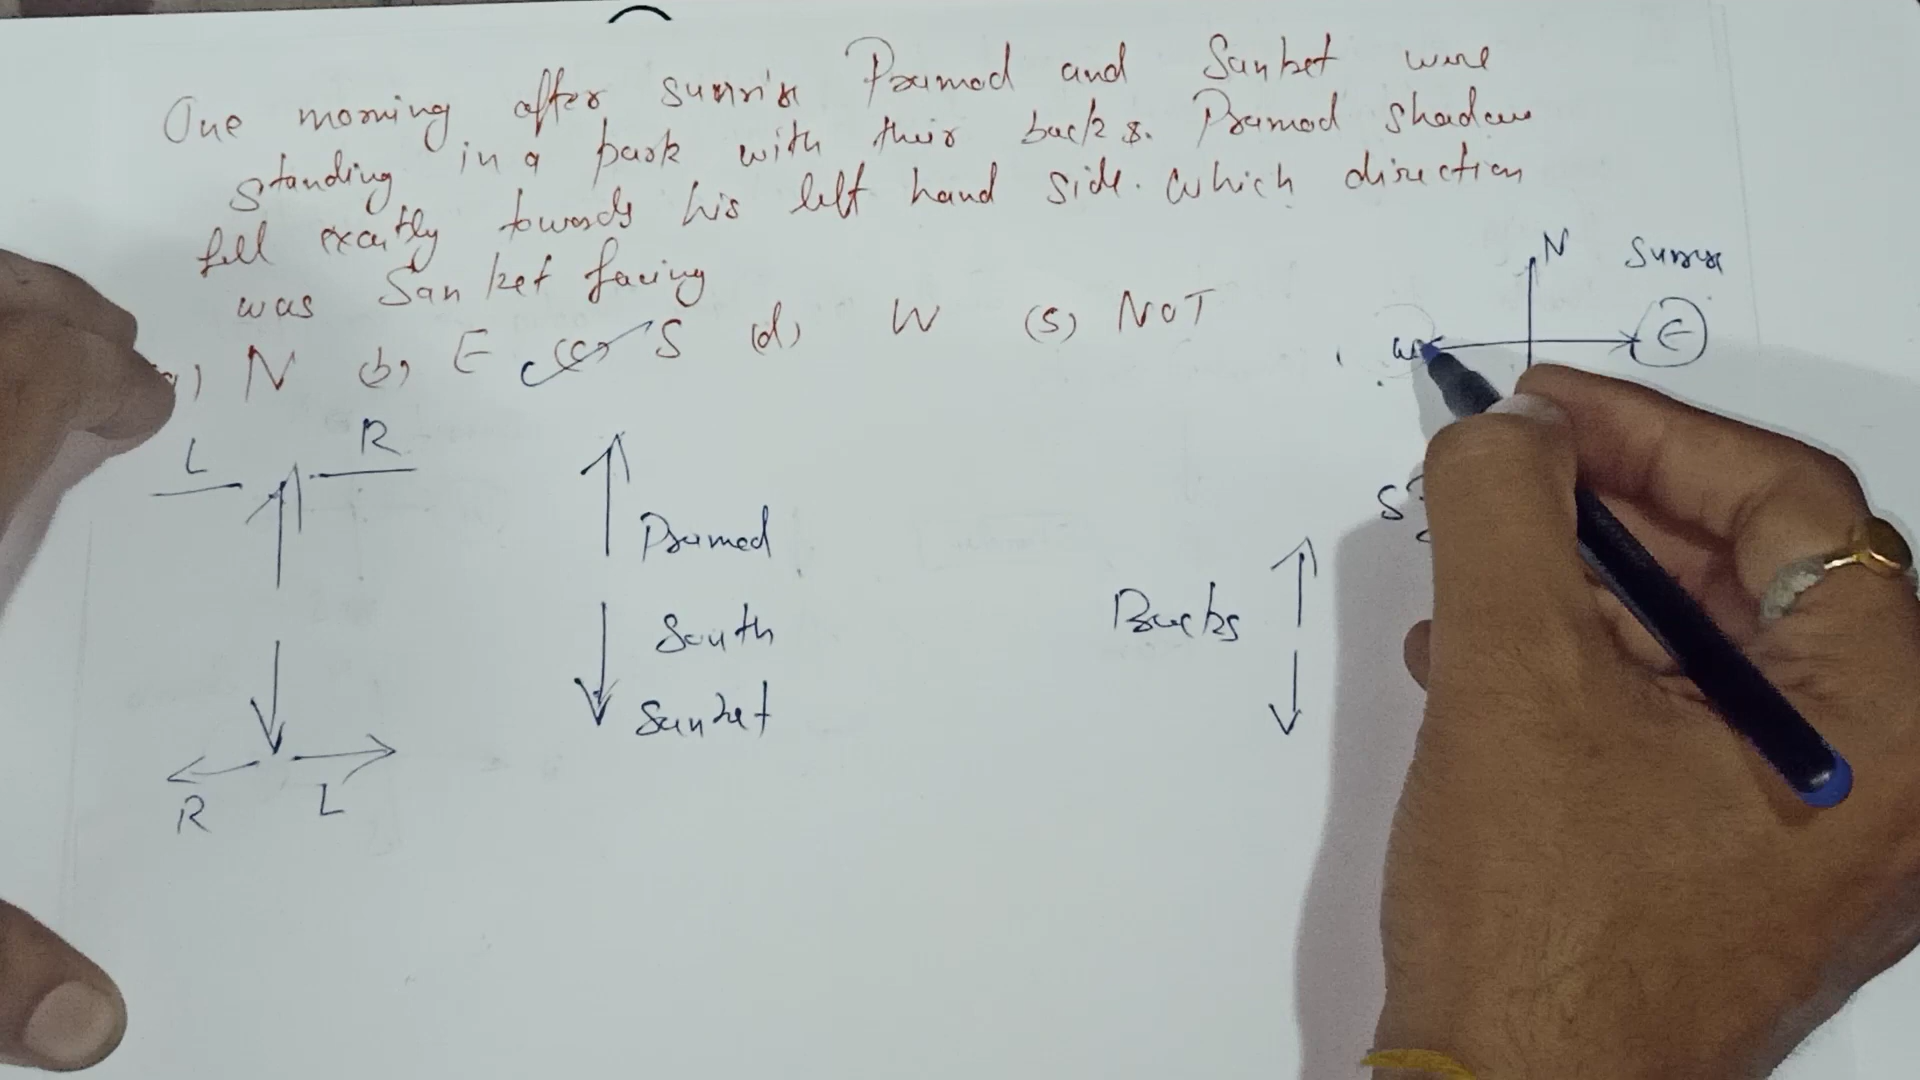 One morning after sunrise Pramod and Sanket were
standing in a park with their backs. Pramod shadow
fell exactly towards his left hand side. Which direction
was Sanket facing
) N (b) E (c) S (d) W (5) NOT
N Sunrise
W E
S
L R
Pramod
South
Sanket
Backs
R L